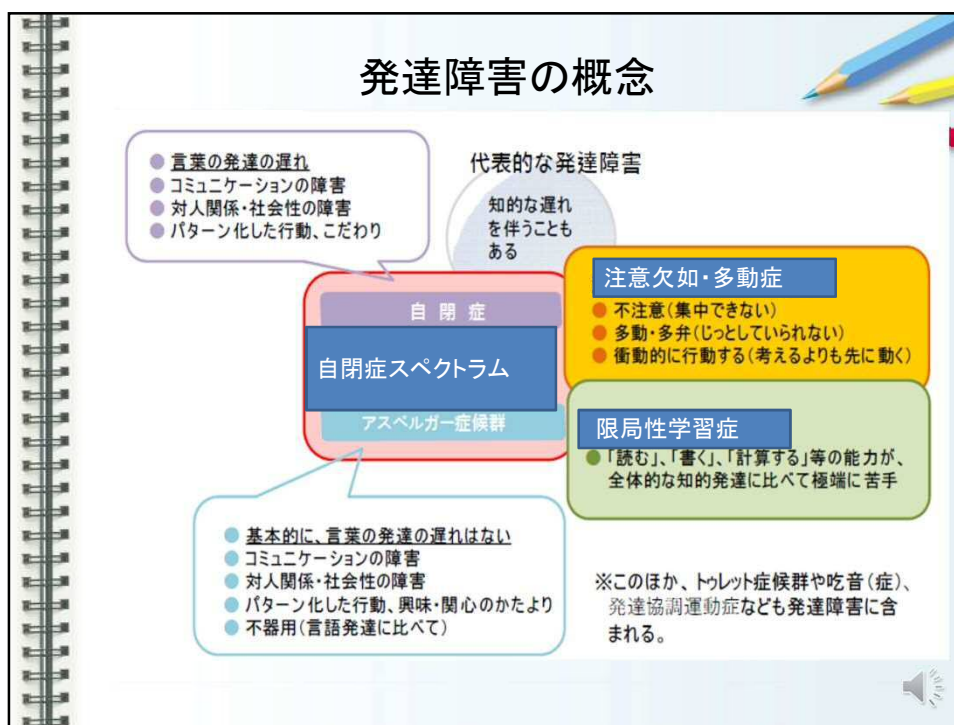 発達障害の概念
● 言葉の発達の遅れ
● コミュニケーションの障害
● 対人関係・社会性の障害
● パターン化した行動、こだわり
代表的な発達障害
知的な遅れ
を伴うことも
ある
自 閉 症
自閉症スペクトラム
アスペルガー症候群
注意欠如・多動症
● 不注意(集中できない)
● 多動・多弁(じっとしていられない)
● 衝動的に行動する(考えるよりも先に動く)
限局性学習症
● 「読む」、「書く」、「計算する」等の能力が、
全体的な知的発達に比べて極端に苦手
● 基本的に、言葉の発達の遅れはない
● コミュニケーションの障害
● 対人関係・社会性の障害
● パターン化した行動、興味・関心のかたより
● 不器用(言語発達に比べて)
※このほか、トゥレット症候群や吃音(症)、
発達協調運動症なども発達障害に含
まれる。